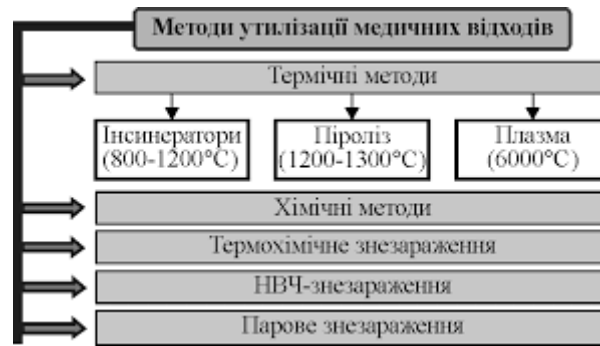 Методи утилізації медичних відходів
Термічні методи
Інсинератори
(800-1200°C)
Піроліз
(1200-1300°C)
Плазма
(6000°C)
Хімічні методи
Термохімічне знезараження
НВЧ-знезараження
Парове знезараження